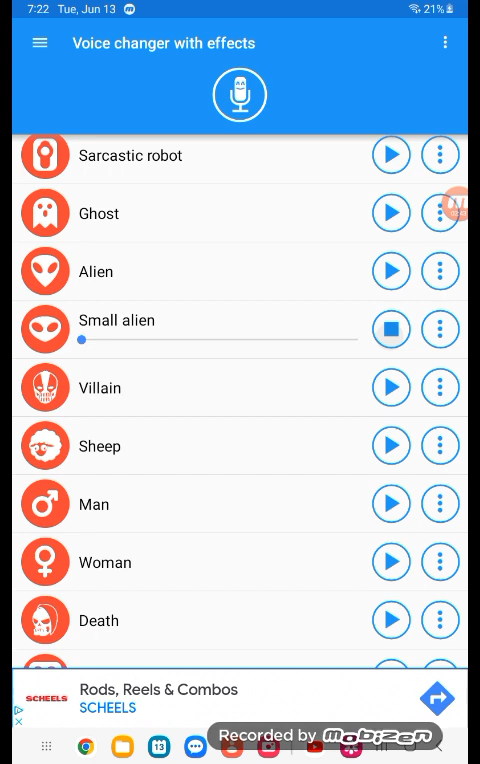 7:22 Tue, Jun 13 21%
Voice changer with effects
Sarcastic robot
Ghost
Alien
Small alien
Villain
Sheep
Man
Woman
Death
SCHEELS
Rods, Reels & Combos
SCHEELS
Recorded by Mobizen
13